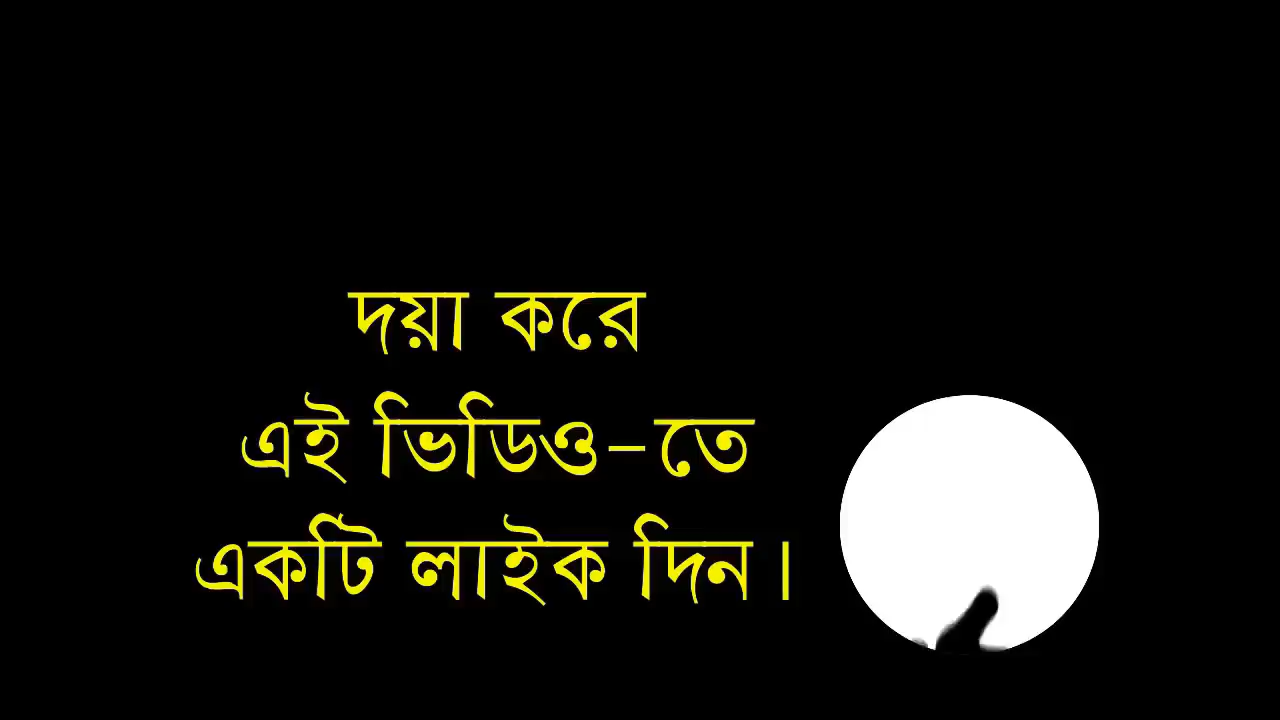 দয়া করে
এই ভিডিও-তে
একটি লাইক দিন।